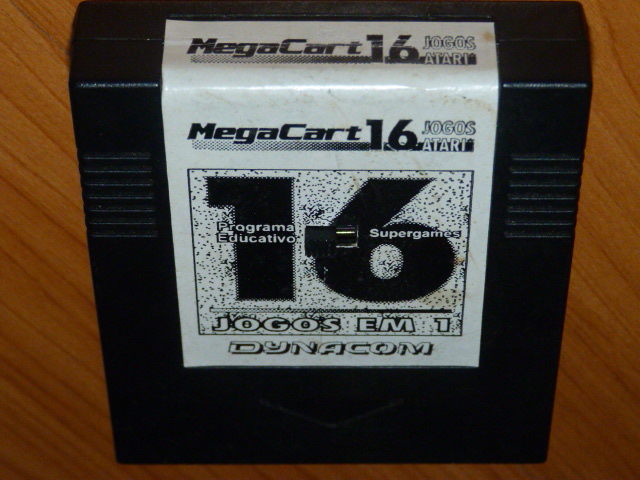 MegaCart 16 JOGOS
ATARI
MegaCart 16 JOGOS
ATARI
16
Programa
Educativo
Supergames
JOGOS EM 1
DYNACOM